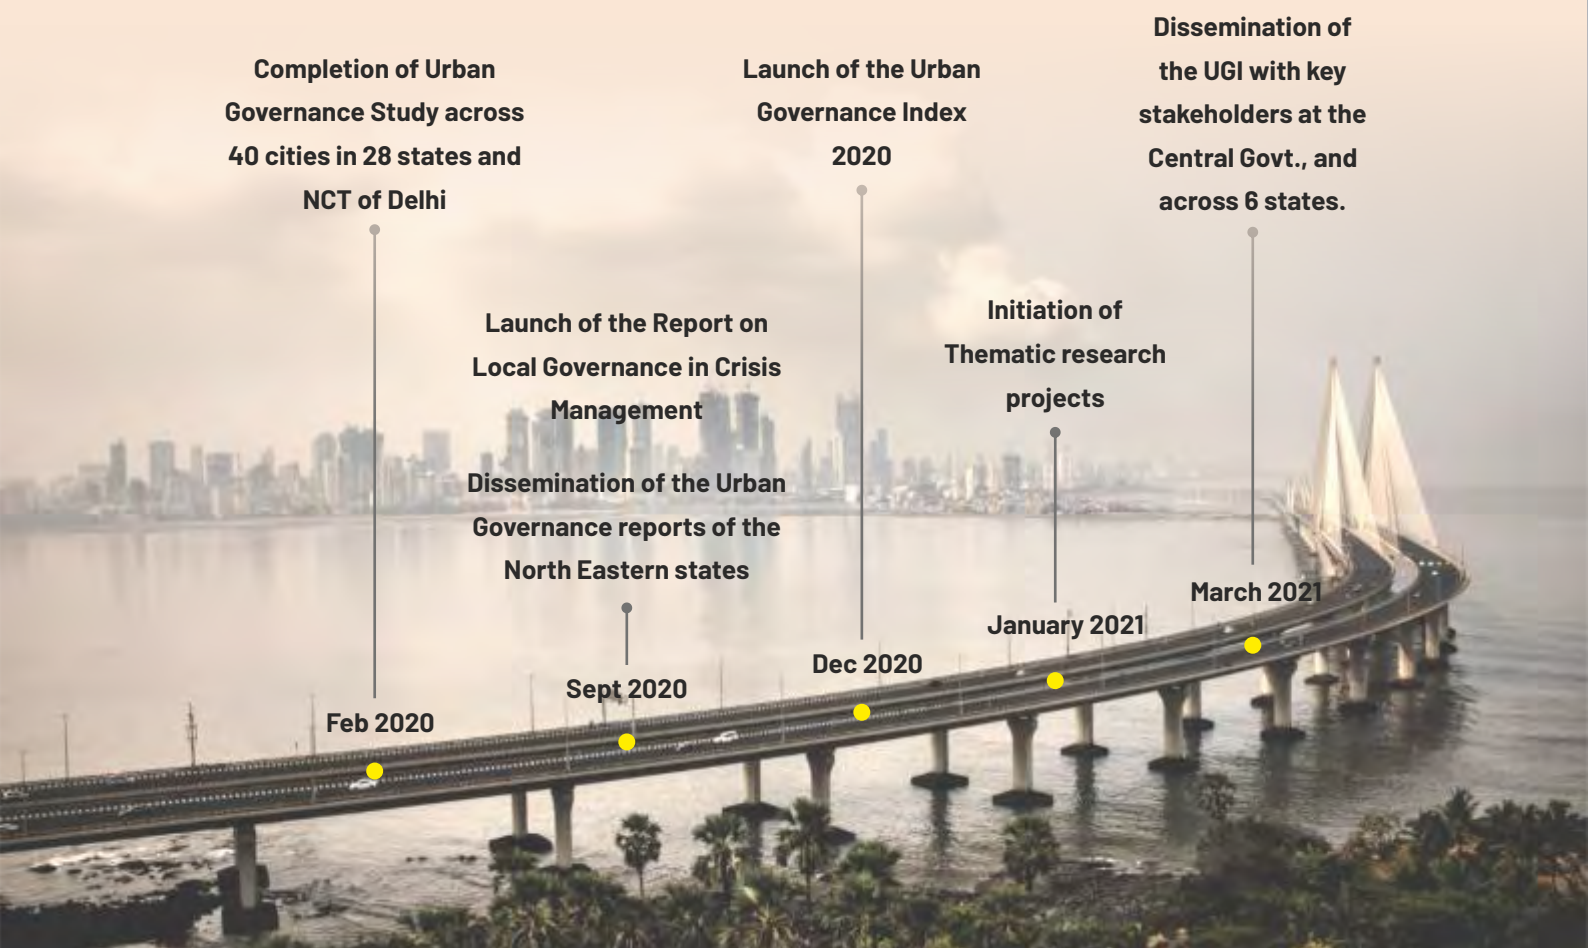 Completion of Urban
Governance Study across
40 cities in 28 states and
NCT of Delhi
Feb 2020
Launch of the Report on
Local Governance in Crisis
Management
Dissemination of the Urban
Governance reports of the
North Eastern states
Sept 2020
Launch of the Urban
Governance Index
2020
Dec 2020
Initiation of
Thematic research
projects
January 2021
Dissemination of
the UGI with key
stakeholders at the
Central Govt., and
across 6 states.
March 2021